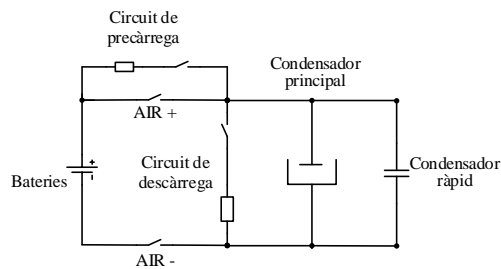 Circuit de
precàrrega
Condensador
principal
AIR +
Circuit de
descàrrega
Bateries
+
-
Condensador
ràpid
AIR -